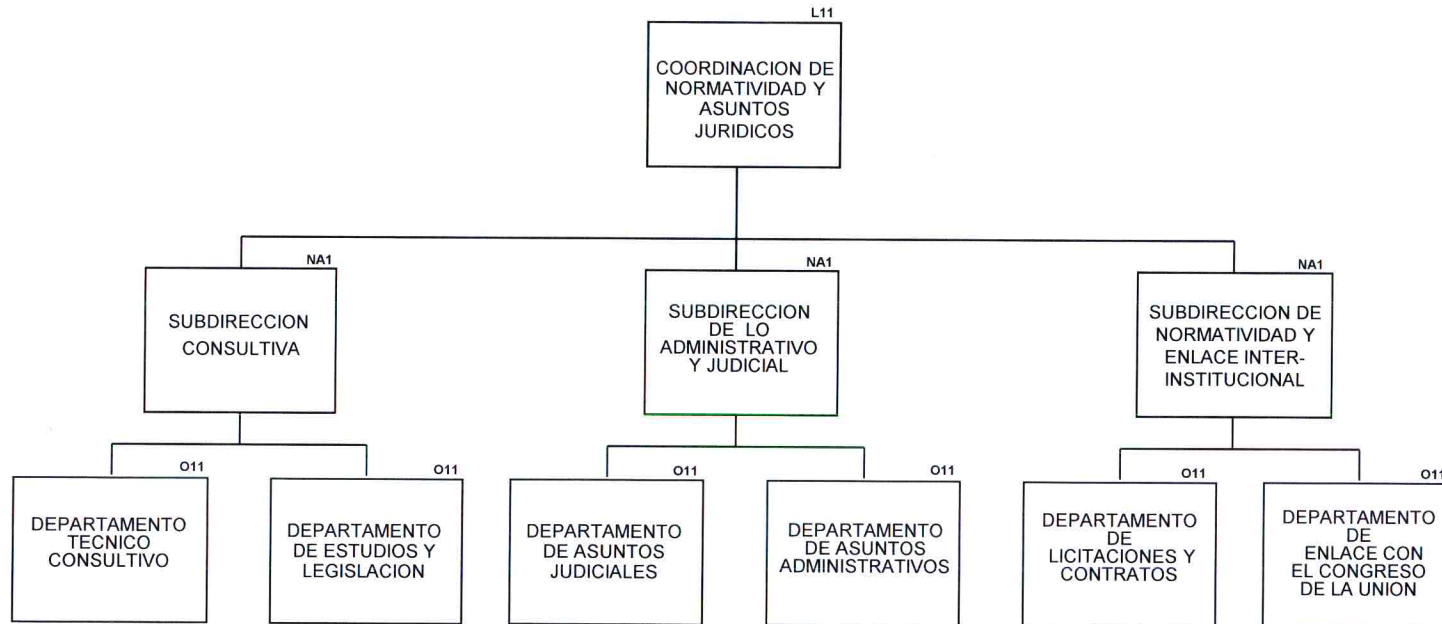 L11
COORDINACION DE
NORMATIVIDAD Y
ASUNTOS
JURIDICOS
NA1
SUBDIRECCION
CONSULTIVA
NA1
SUBDIRECCION
DE LO
ADMINISTRATIVO
Y JUDICIAL
NA1
SUBDIRECCION DE
NORMATIVIDAD Y
ENLACE INTER-
INSTITUCIONAL
O11
DEPARTAMENTO
TECNICO
CONSULTIVO
O11
DEPARTAMENTO
DE ESTUDIOS Y
LEGISLACION
O11
DEPARTAMENTO
DE ASUNTOS
JUDICIALES
O11
DEPARTAMENTO
DE ASUNTOS
ADMINISTRATIVOS
O11
DEPARTAMENTO
DE
LICITACIONES Y
CONTRATOS
O11
DEPARTAMENTO
DE
ENLACE CON
EL CONGRESO
DE LA UNION